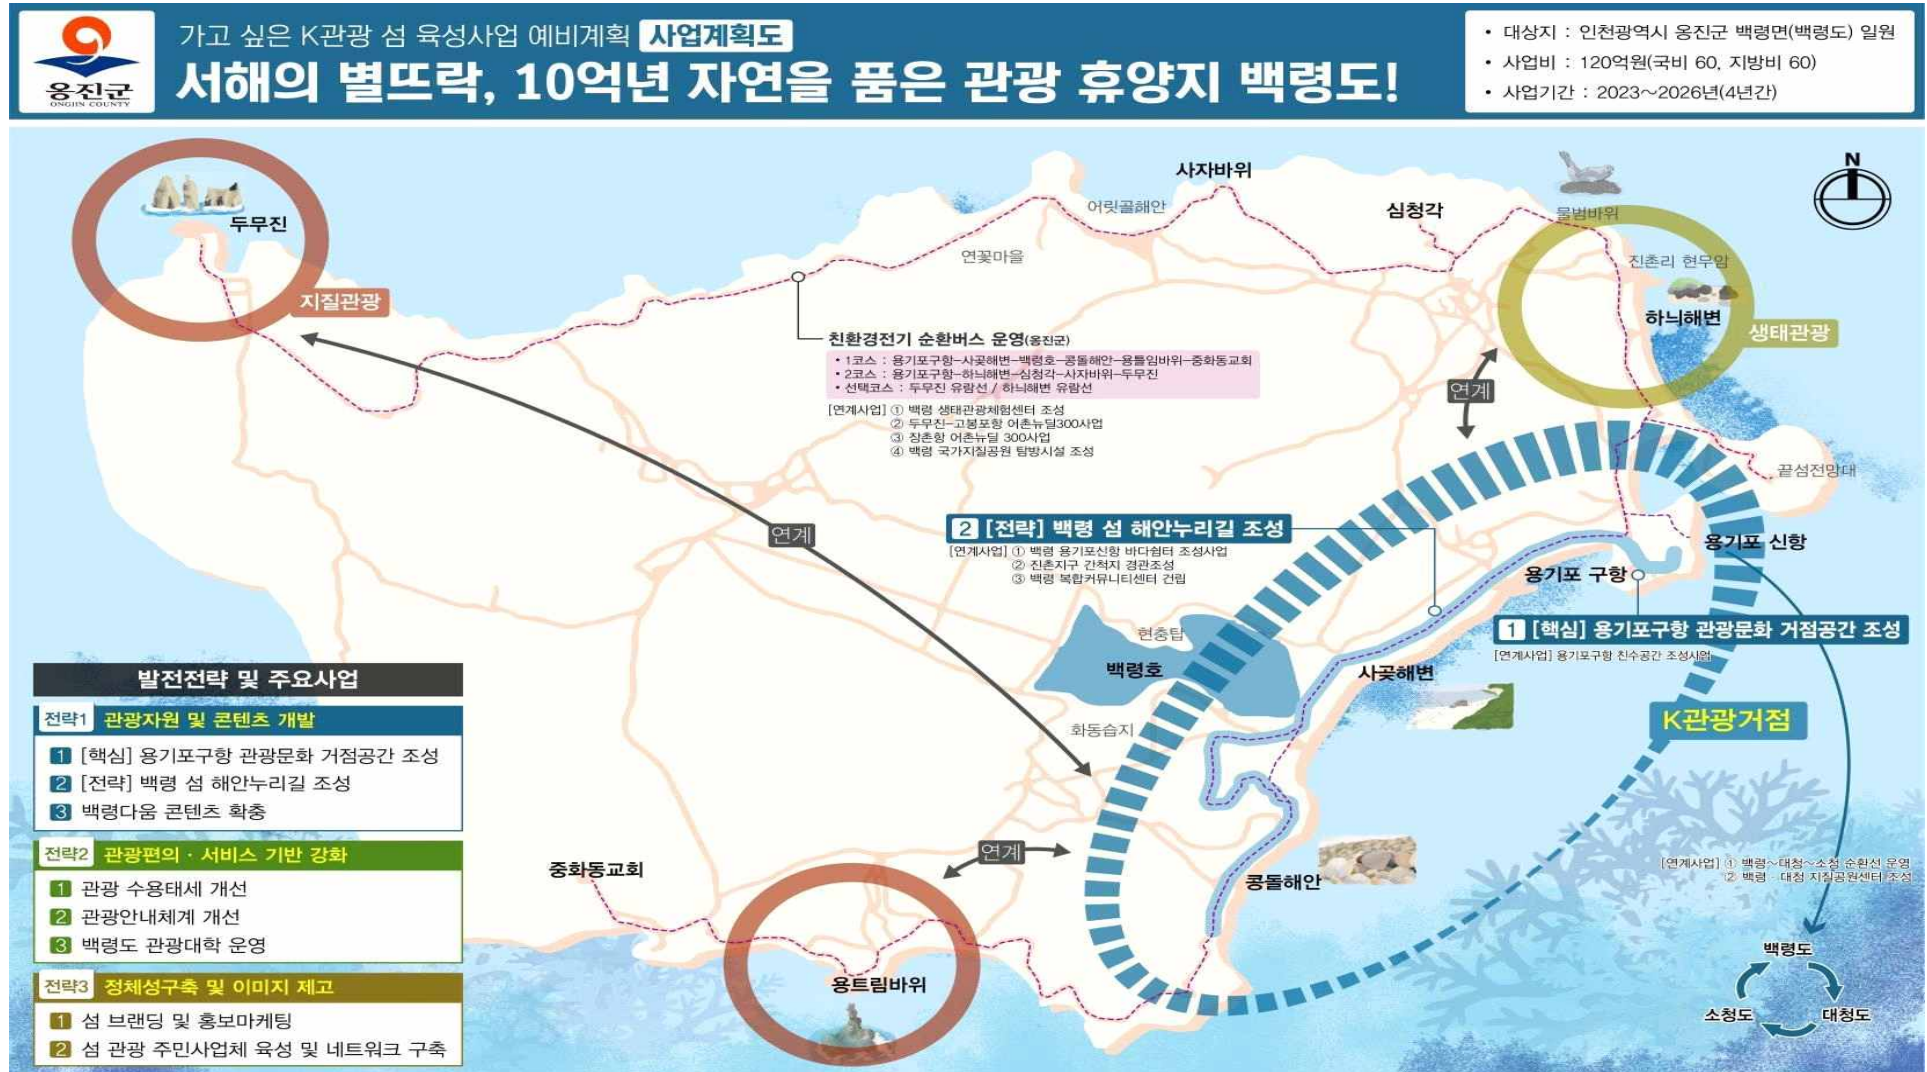 옹진군
ONGJIN COUNTY
가고 싶은 K관광 섬 육성사업 예비계획 사업계획도
서해의 별뜨락, 10억년 자연을 품은 관광 휴양지 백령도!
• 대상지 : 인천광역시 옹진군 백령면(백령도) 일원
• 사업비 : 120억원(국비 60, 지방비 60)
• 사업기간 : 2023~2026년(4년간)
N
두무진
지질관광
사자바위
어릿골해안
연꽃마을
심청각
물범바위
진촌리 현무암
하늬해변
생태관광
친환경전기 순환버스 운영(옹진군)
• 1코스 : 용기포구항-사곶해변-백령호-콩돌해안-용틀임바위-중화동교회
• 2코스 : 용기포구항-하늬해변-심청각-사자바위-두무진
• 선택코스 : 두무진 유람선 / 하늬해변 유람선
[연계사업] ① 백령 생태관광체험센터 조성
② 두무진-고봉포항 어촌뉴딜300사업
③ 장촌항 어촌뉴딜 300사업
④ 백령 국가지질공원 탐방시설 조성
연계
연계
끝섬전망대
2 [전략] 백령 섬 해안누리길 조성
[연계사업] ① 백령 용기포신항 바다쉼터 조성사업
② 진촌지구 간척지 경관조성
③ 백령 복합커뮤니티센터 건립
용기포 신항
용기포 구항
1 [핵심] 용기포구항 관광문화 거점공간 조성
[연계사업] 용기포구항 친수공간 조성사업
현충탑
백령호
사곶해변
화동습지
K관광거점
연계
콩돌해안
중화동교회
용트림바위
[연계사업] ① 백령~대청~소청 순환선 운영
② 백령·대청 지질공원센터 조성
백령도
소청도
대청도
발전전략 및 주요사업
전략1 관광자원 및 콘텐츠 개발
1 [핵심] 용기포구항 관광문화 거점공간 조성
2 [전략] 백령 섬 해안누리길 조성
3 백령다움 콘텐츠 확충
전략2 관광편의 · 서비스 기반 강화
1 관광 수용태세 개선
2 관광안내체계 개선
3 백령도 관광대학 운영
전략3 정체성구축 및 이미지 제고
1 섬 브랜딩 및 홍보마케팅
2 섬 관광 주민사업체 육성 및 네트워크 구축